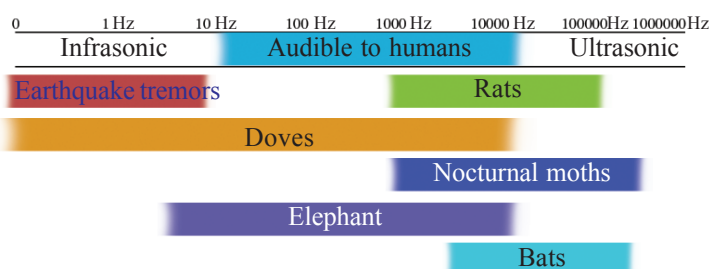 0 1 Hz 10 Hz 100 Hz 1000 Hz 10000 Hz 100000Hz 1000000Hz
Infrasonic Audible to humans Ultrasonic
Earthquake tremors Rats
Doves
Nocturnal moths
Elephant
Bats